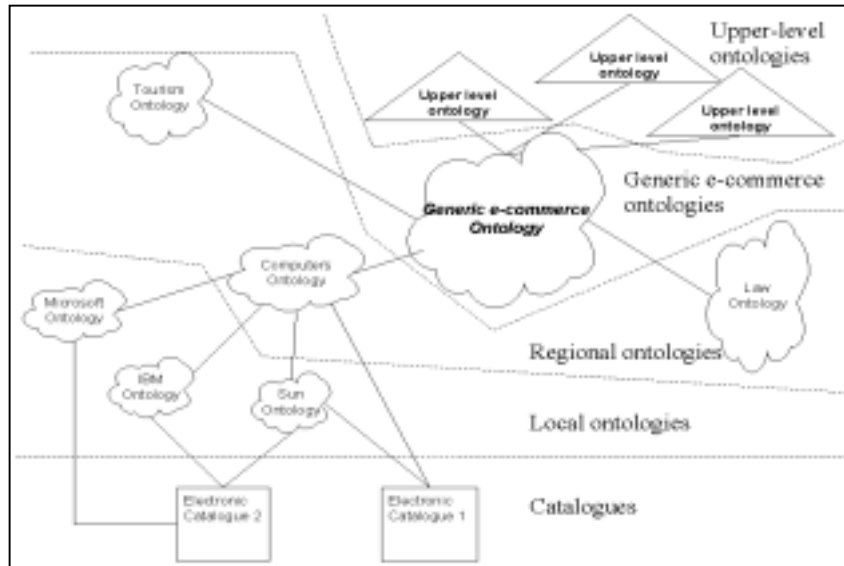 Upper-level
ontologies
Upper level
ontology
Tourism
Ontology
Upper level
ontology
Upper level
ontology
Generic e-commerce
ontologies
Generic e-commerce
Ontology
Computers
Ontology
Microsoft
Ontology
Law
Ontology
Regional ontologies
IBM
Ontology
Sun
Ontology
Local ontologies
Electronic
Catalogue 2
Electronic
Catalogue 1
Catalogues